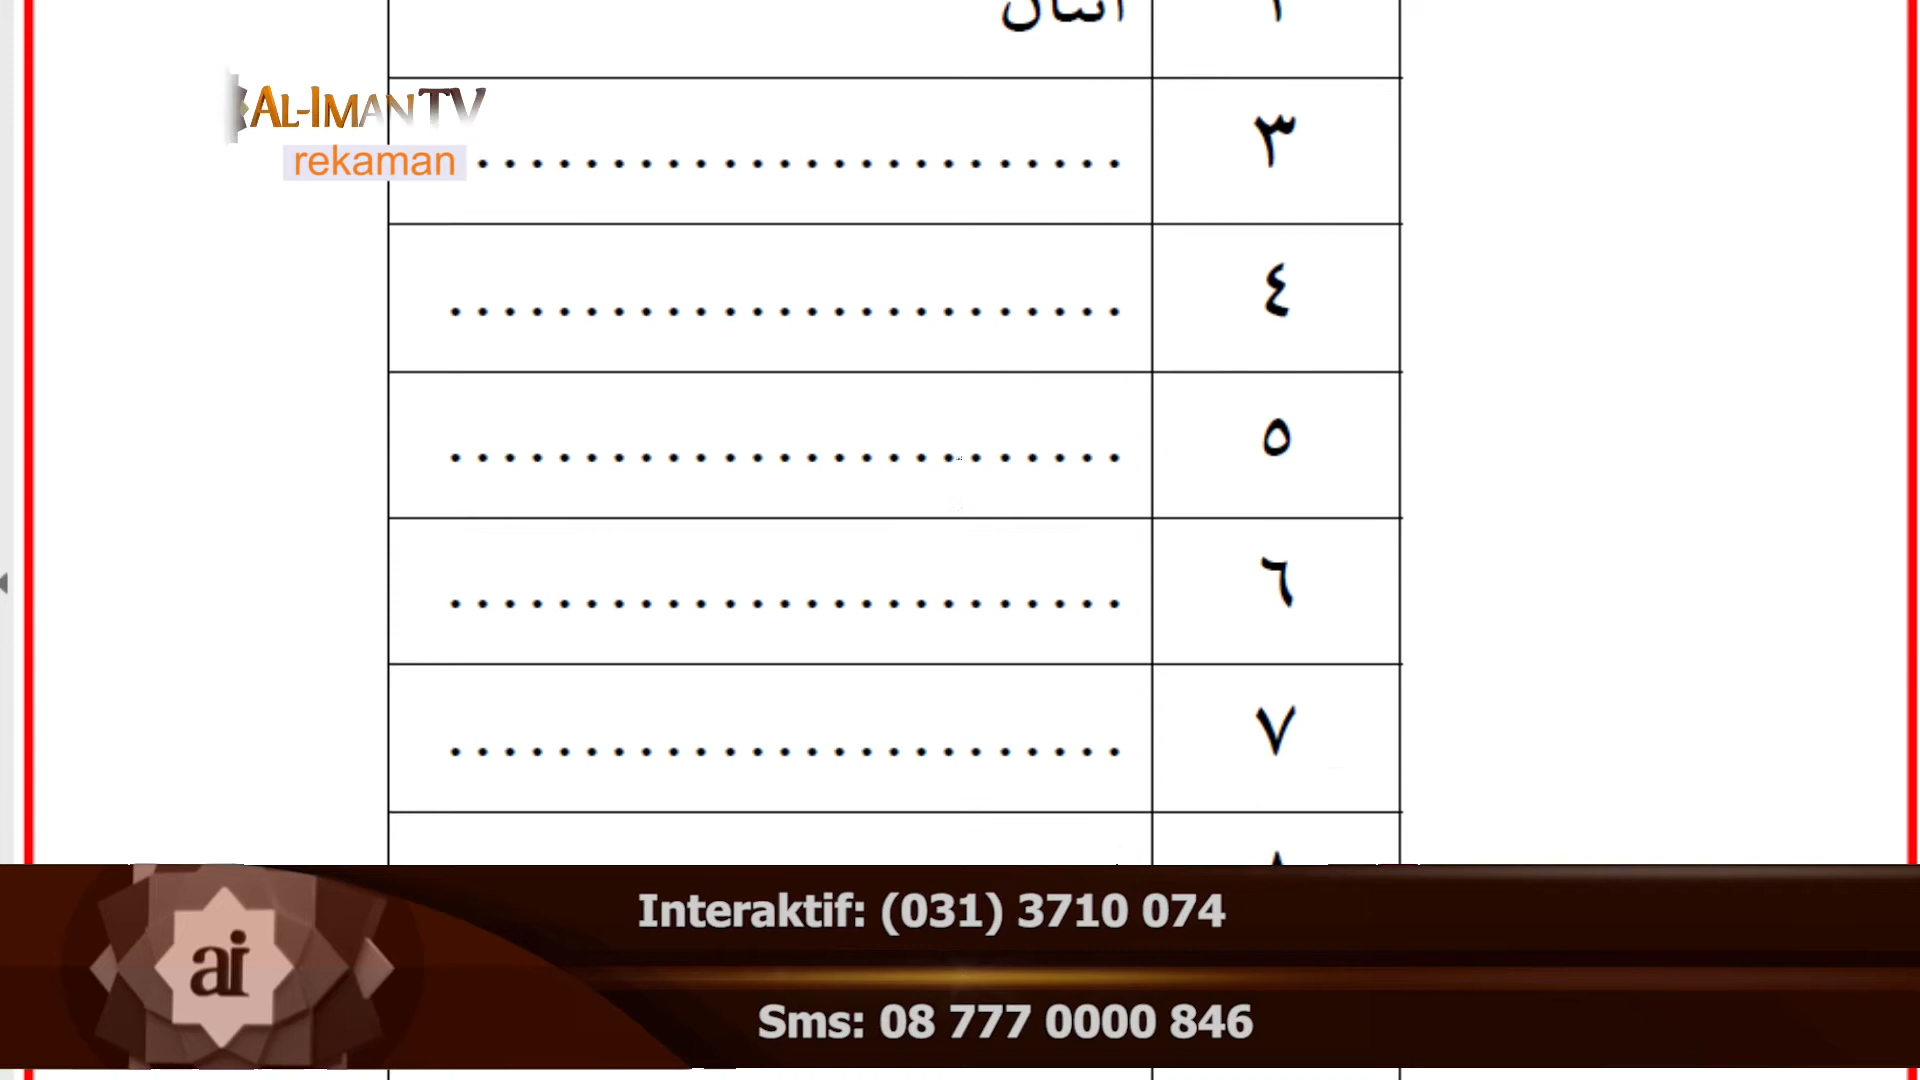 اثنان
AL-IMAN TV
rekaman
........................ ٣
......................... ٤
......................... ٥
......................... ٦
......................... ٧
Interaktif: (031) 3710 074
ai
Sms: 08 777 0000 846